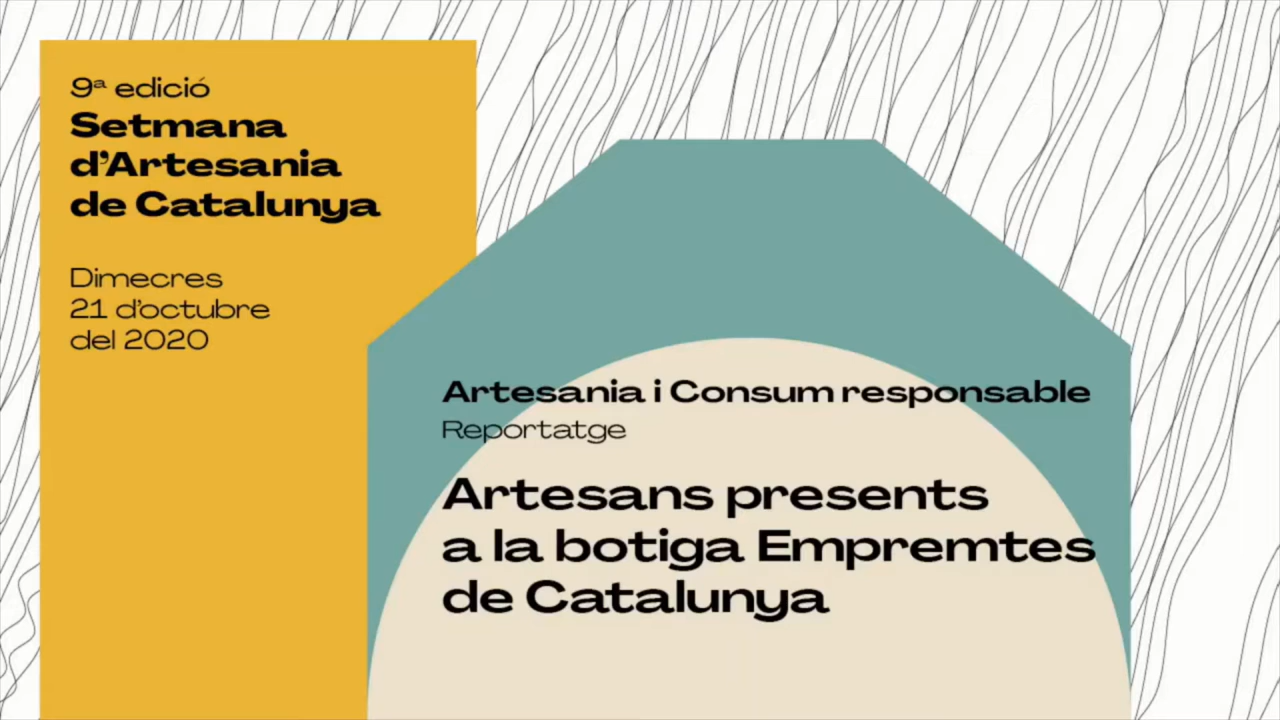 9ª edició
Setmana
d’Artesania
de Catalunya
Dimecres
21 d’octubre
del 2020
Artesania i Consum responsable
Reportatge
Artesans presents
a la botiga Empremtes
de Catalunya